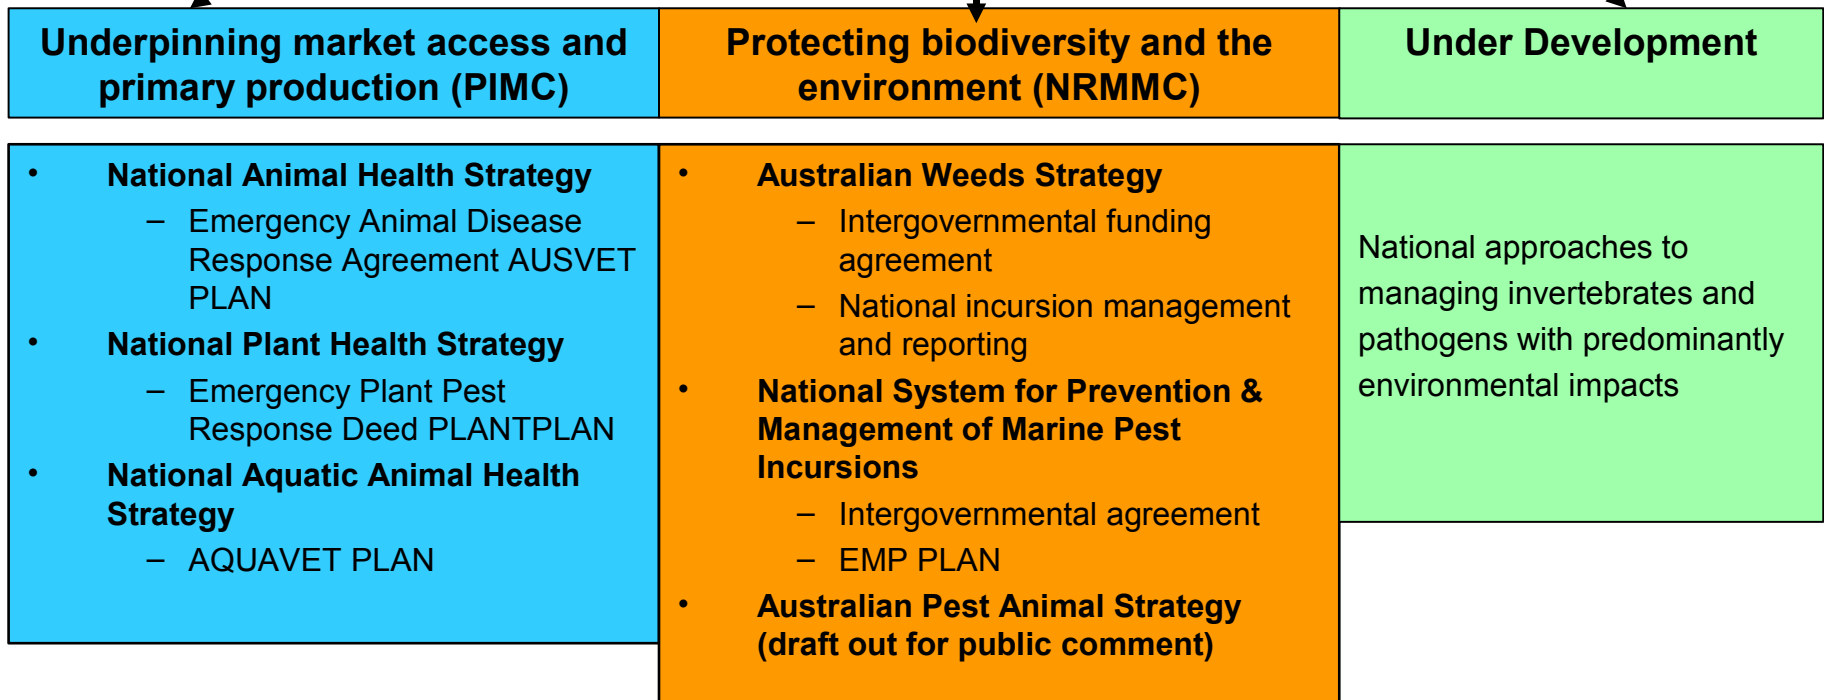 Underpinning market access and
primary production (PIMC)
Protecting biodiversity and the
environment (NRMMC)
Under Development
• National Animal Health Strategy
– Emergency Animal Disease
Response Agreement AUSVET
PLAN
• National Plant Health Strategy
– Emergency Plant Pest
Response Deed PLANTPLAN
• National Aquatic Animal Health
Strategy
– AQUAVET PLAN
• Australian Weeds Strategy
– Intergovernmental funding
agreement
– National incursion management
and reporting
• National System for Prevention &
Management of Marine Pest
Incursions
– Intergovernmental agreement
– EMP PLAN
• Australian Pest Animal Strategy
(draft out for public comment)
National approaches to
managing invertebrates and
pathogens with predominantly
environmental impacts